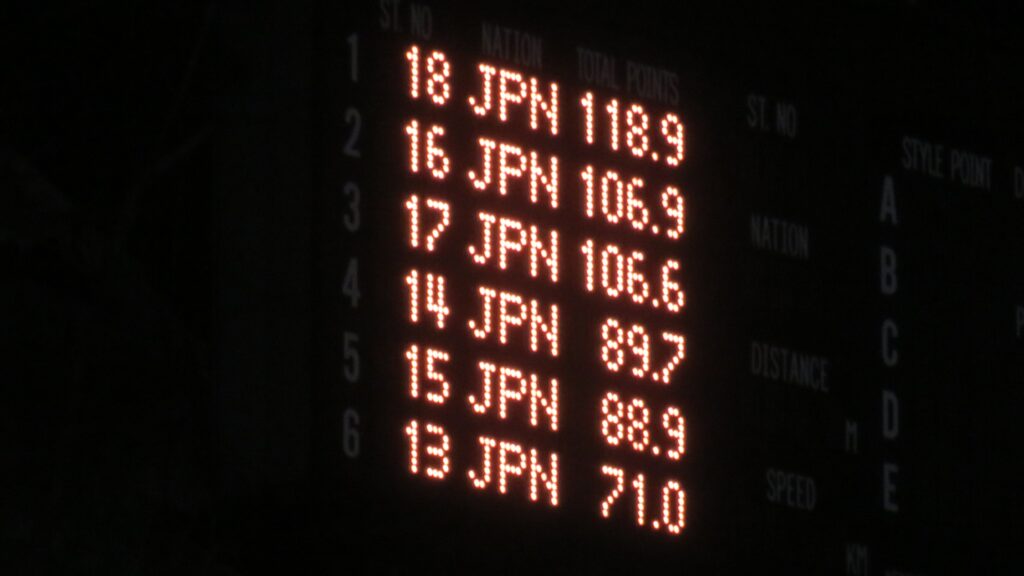 ST. NO NATION TOTAL POINTS
1 18 JPN 118.9
2 16 JPN 106.9
3 17 JPN 106.6
4 14 JPN 89.7
5 15 JPN 88.9
6 13 JPN 71.0
ST. NO
NATION
DISTANCE
M
SPEED
KM
STYLE POINT
A
B
C
D
E